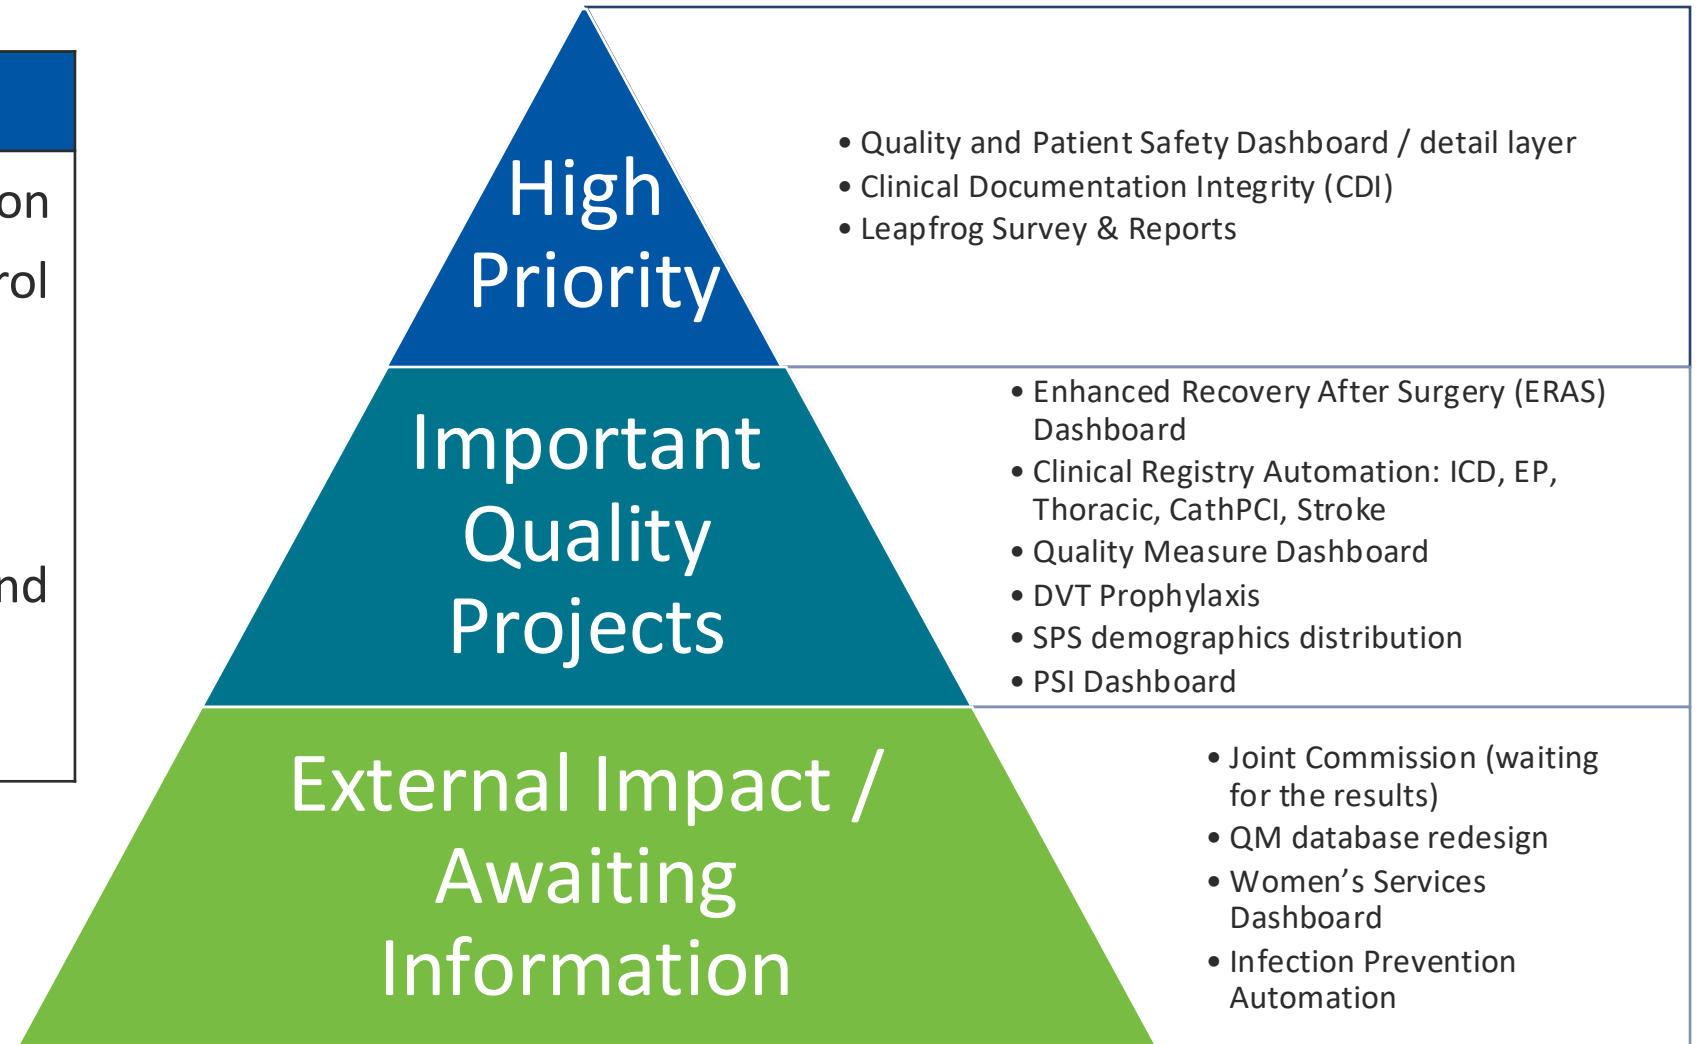 on
rol
nd
High
Priority
• Quality and Patient Safety Dashboard / detail layer
• Clinical Documentation Integrity (CDI)
• Leapfrog Survey & Reports
Important
Quality
Projects
• Enhanced Recovery After Surgery (ERAS)
Dashboard
• Clinical Registry Automation: ICD, EP,
Thoracic, CathPCI, Stroke
• Quality Measure Dashboard
• DVT Prophylaxis
• SPS demographics distribution
• PSI Dashboard
External Impact /
Awaiting
Information
• Joint Commission (waiting
for the results)
• QM database redesign
• Women’s Services
Dashboard
• Infection Prevention
Automation